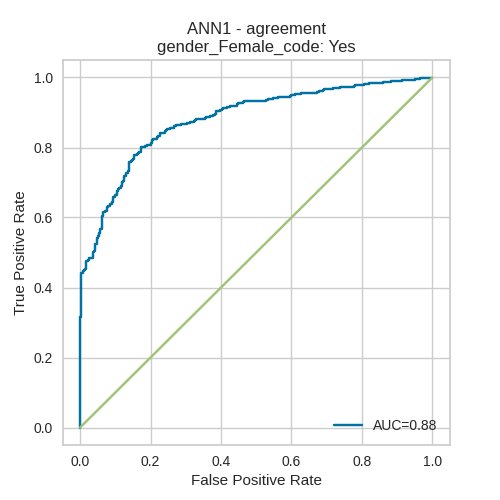 ANN1 - agreement
gender_Female_code: Yes
True Positive Rate
1.0
0.8
0.6
0.4
0.2
0.0
AUC=0.88
0.0 0.2 0.4 0.6 0.8 1.0
False Positive Rate